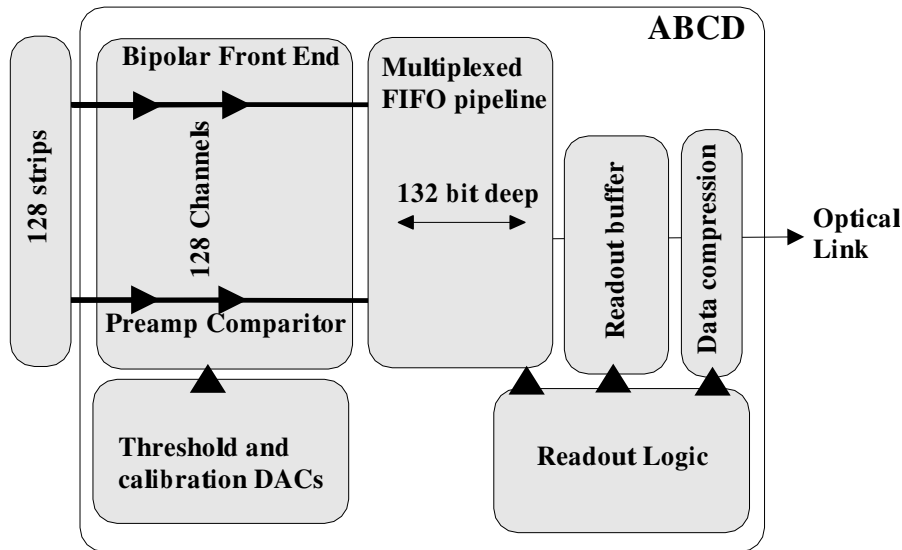 ABCD
128 strips
Bipolar Front End
128 Channels
Preamp Comparitor
Multiplexed
FIFO pipeline
132 bit deep
Readout buffer
Data compression
Optical
Link
Threshold and
calibration DACs
Readout Logic